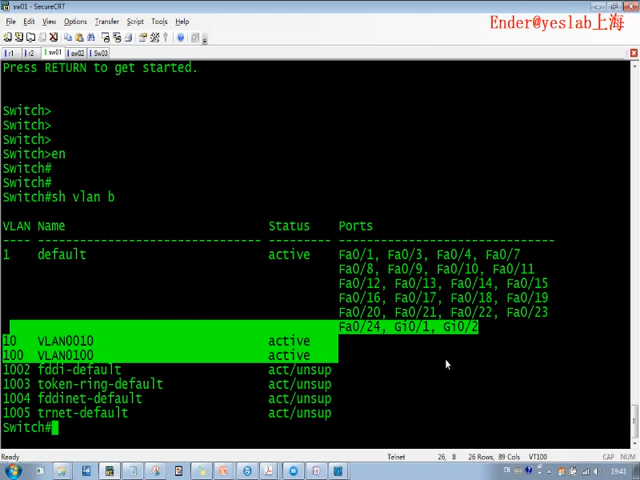 sw01 - SecureCRT
Ender@yeslab上海
File Edit View Options Transfer Script Tools Help
r1 r2 sw01 sw02 Sw03
Press RETURN to get started.
Switch>
Switch>
Switch>
Switch>en
Switch#
Switch#
Switch#sh vlan b
VLAN Name Status Ports
---- -------------------------------- --------- -------------------------------
1 default active Fa0/1, Fa0/3, Fa0/4, Fa0/7
Fa0/8, Fa0/9, Fa0/10, Fa0/11
Fa0/12, Fa0/13, Fa0/14, Fa0/15
Fa0/16, Fa0/17, Fa0/18, Fa0/19
Fa0/20, Fa0/21, Fa0/22, Fa0/23
Fa0/24, Gi0/1, Gi0/2
10 VLAN0010 active
100 VLAN0100 active
1002 fddi-default act/unsup
1003 token-ring-default act/unsup
1004 fddinet-default act/unsup
1005 trnet-default act/unsup
Switch#
Ready Telnet 26, 8 26 Rows, 89 Cols VT100 CAP NUM
EN 19:41